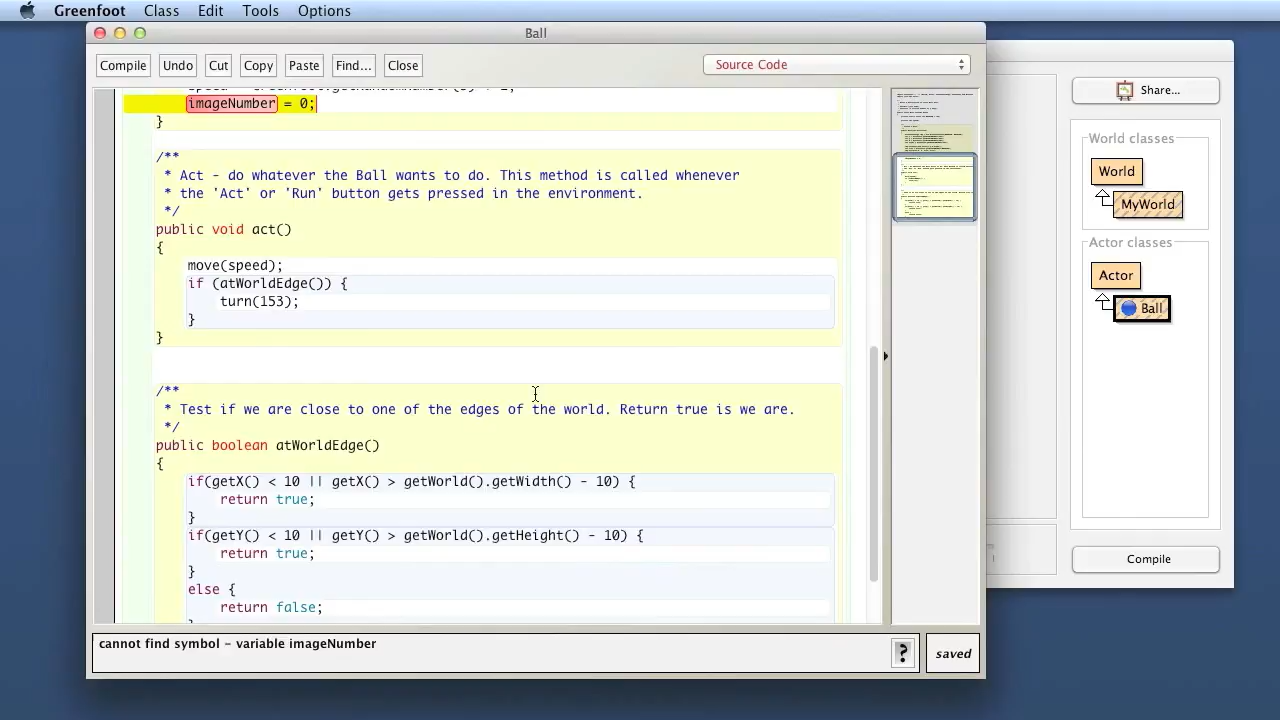 Greenfoot Class Edit Tools Options
Ball
Compile Undo Cut Copy Paste Find... Close Source Code
imageNumber = 0;
}
/**
* Act - do whatever the Ball wants to do. This method is called whenever
* the 'Act' or 'Run' button gets pressed in the environment.
*/
public void act()
{
move(speed);
if (atWorldEdge()) {
turn(153);
}
}
/**
* Test if we are close to one of the edges of the world. Return true is we are.
*/
public boolean atWorldEdge()
{
if(getX() < 10 || getX() > getWorld().getWidth() - 10) {
return true;
}
if(getY() < 10 || getY() > getWorld().getHeight() - 10) {
return true;
}
else {
return false;
cannot find symbol - variable imageNumber
?
saved
Share...
World classes
World
MyWorld
Actor classes
Actor
Ball
Compile